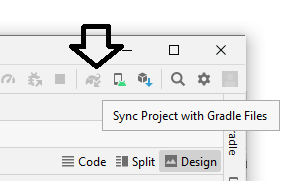 Sync Project with Gradle Files
radle
Code
Split
Design